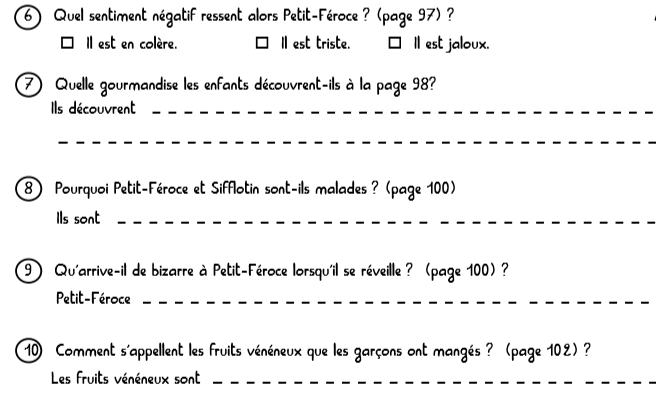 6 Quel sentiment négatif ressent alors Petit-Féroce ? (page 97) ?
□ Il est en colère. □ Il est triste. □ Il est jaloux.
7 Quelle gourmandise les enfants découvrent-ils à la page 98?
Ils découvrent
8 Pourquoi Petit-Féroce et Sifflotin sont-ils malades ? (page 100)
Ils sont
9 Qu'arrive-il de bizarre à Petit-Féroce lorsqu'il se réveille ? (page 100) ?
Petit-Féroce
10 Comment s'appellent les fruits vénéneux que les garçons ont mangés ? (page 102) ?
Les fruits vénéneux sont